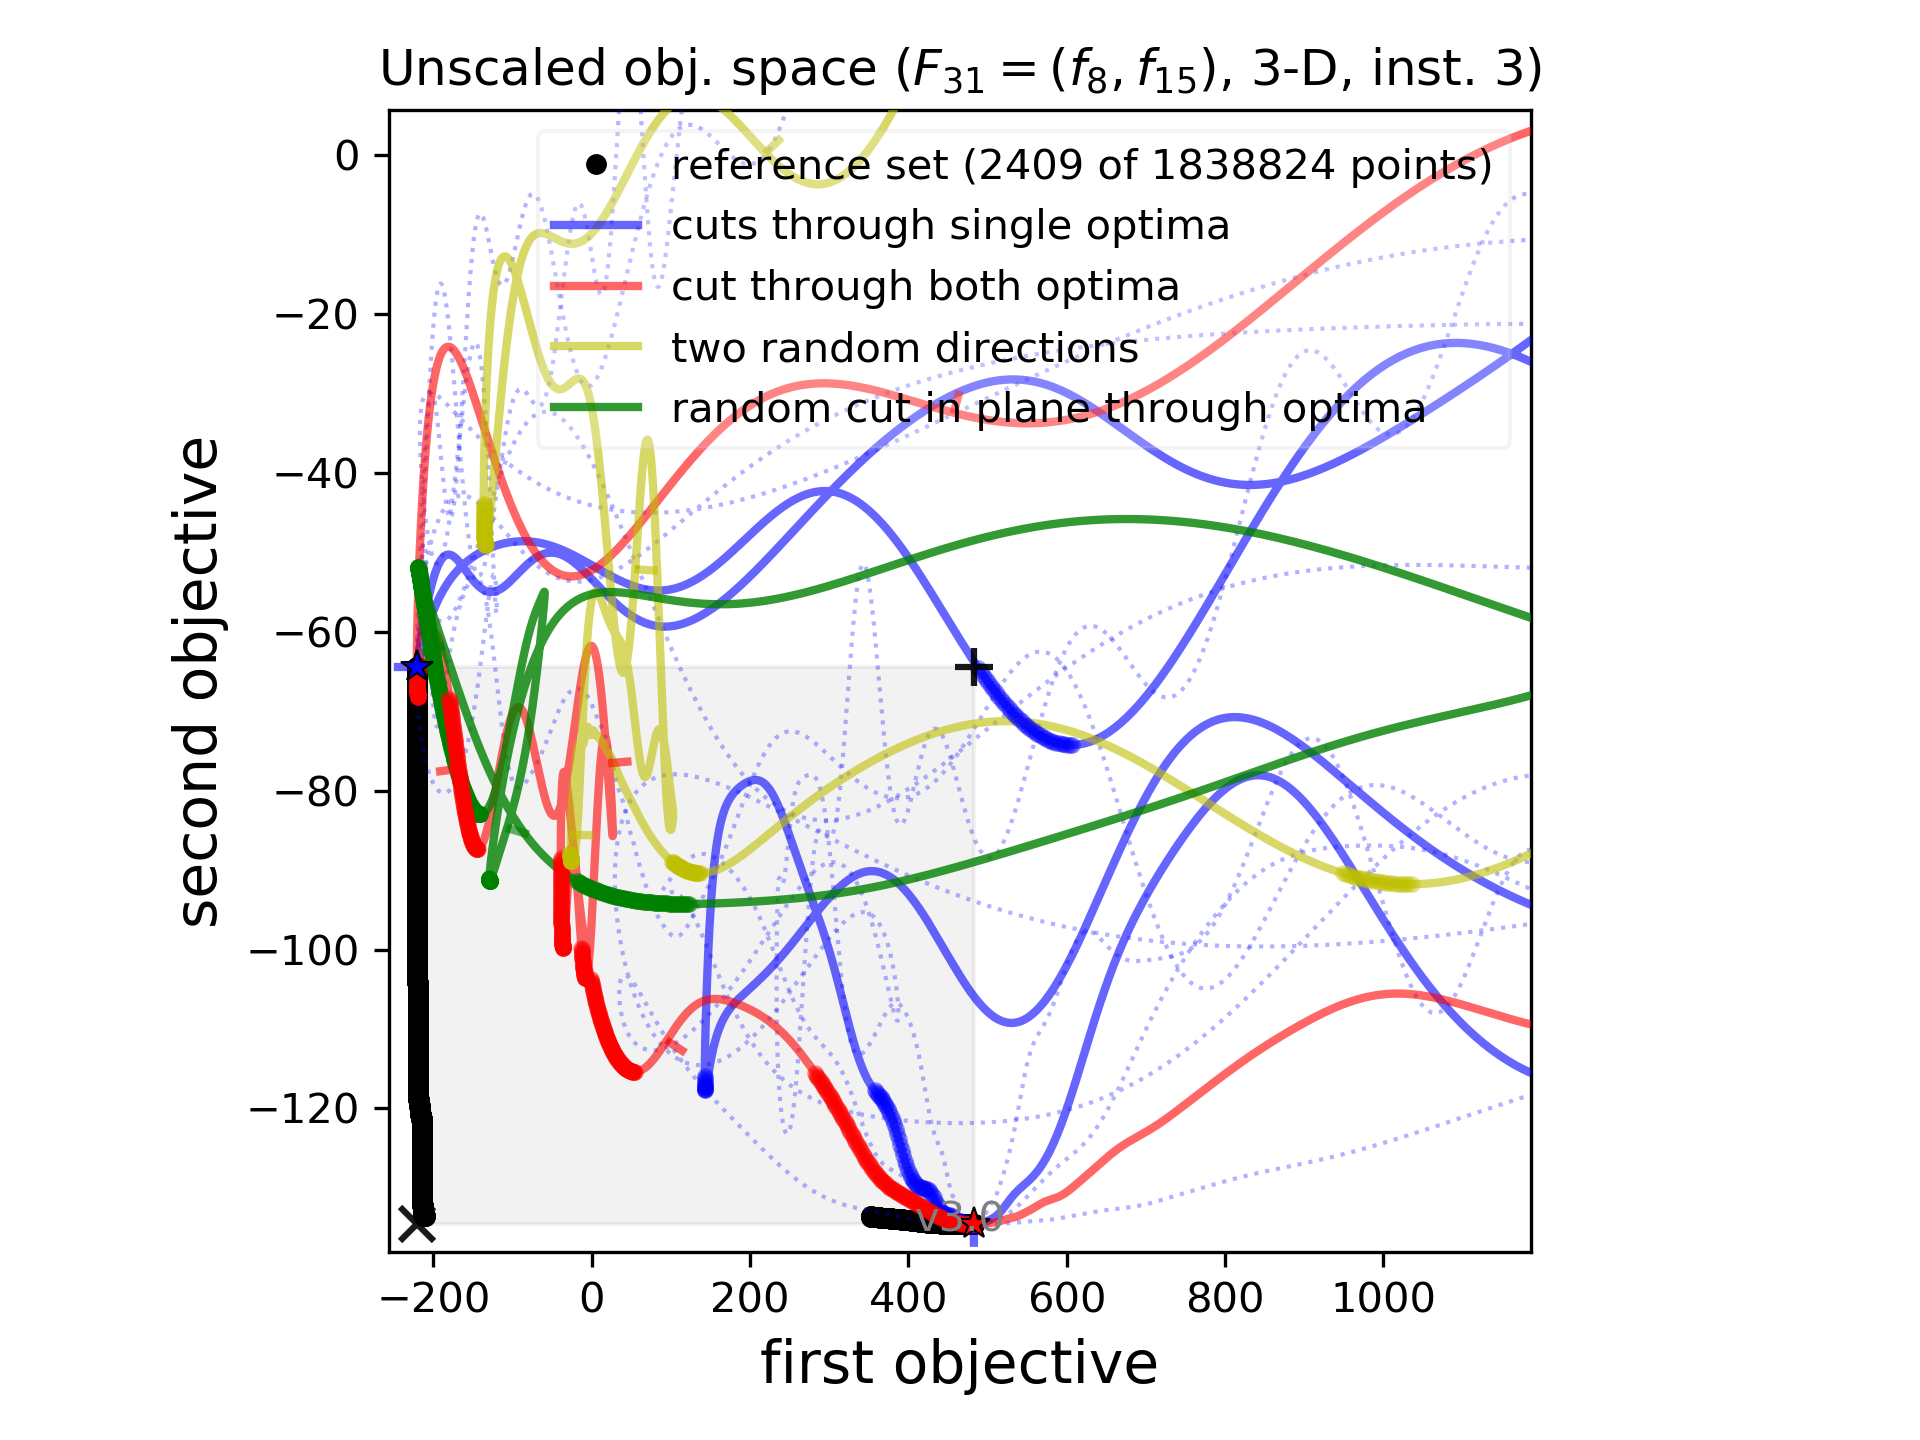 Unscaled obj. space (F31 = (f8, f15), 3-D, inst. 3)
reference set (2409 of 1838824 points)
cuts through single optima
cut through both optima
two random directions
random cut in plane through optima
second objective
0
−20
−40
−60
−80
−100
−120
v3.0
−200 0 200 400 600 800 1000
first objective